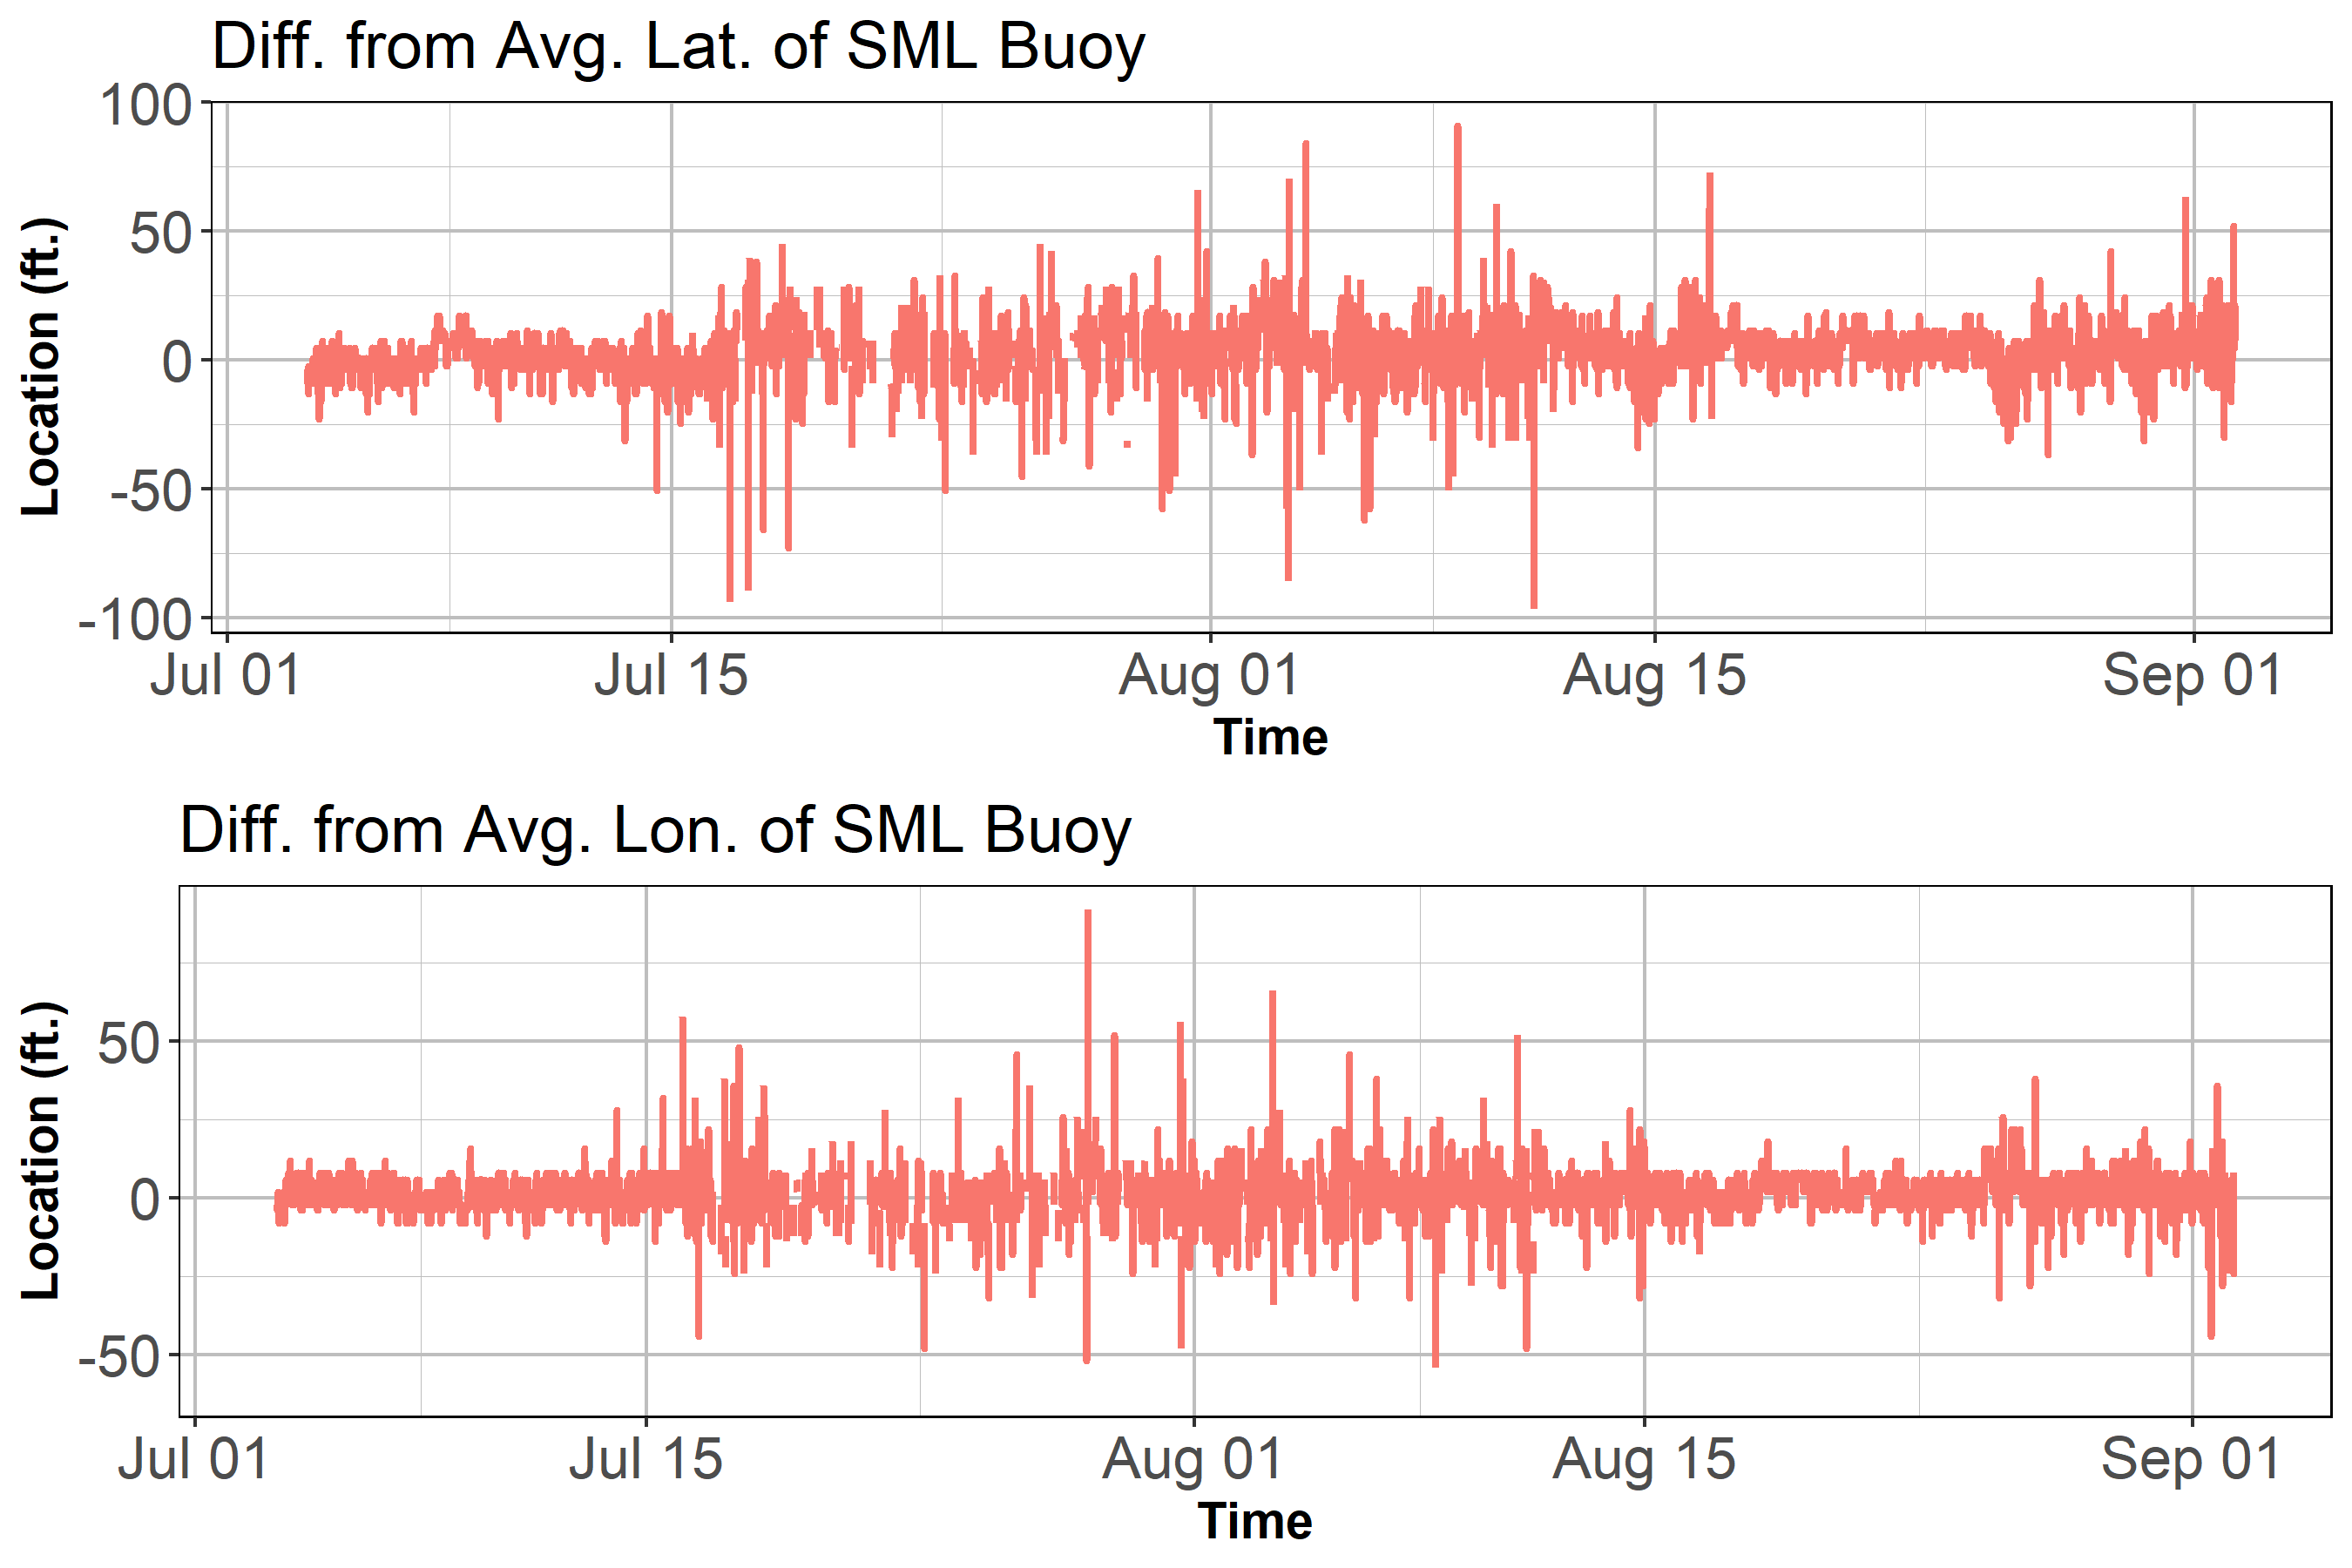 Diff. from Avg. Lat. of SML Buoy
100
50
0
-50
-100
Location (ft.)
Jul 01 Jul 15 Aug 01 Aug 15 Sep 01
Time
Diff. from Avg. Lon. of SML Buoy
50
0
-50
Location (ft.)
Jul 01 Jul 15 Aug 01 Aug 15 Sep 01
Time